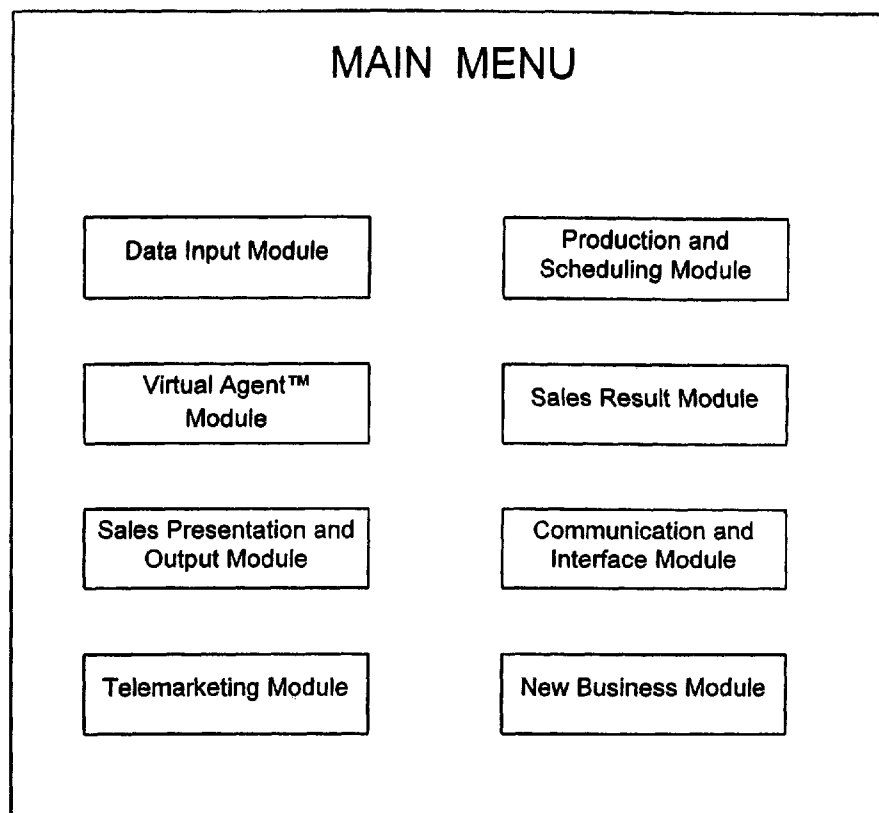 MAIN MENU
Data Input Module
Production and
Scheduling Module
Virtual Agent™
Module
Sales Result Module
Sales Presentation and
Output Module
Communication and
Interface Module
Telemarketing Module
New Business Module